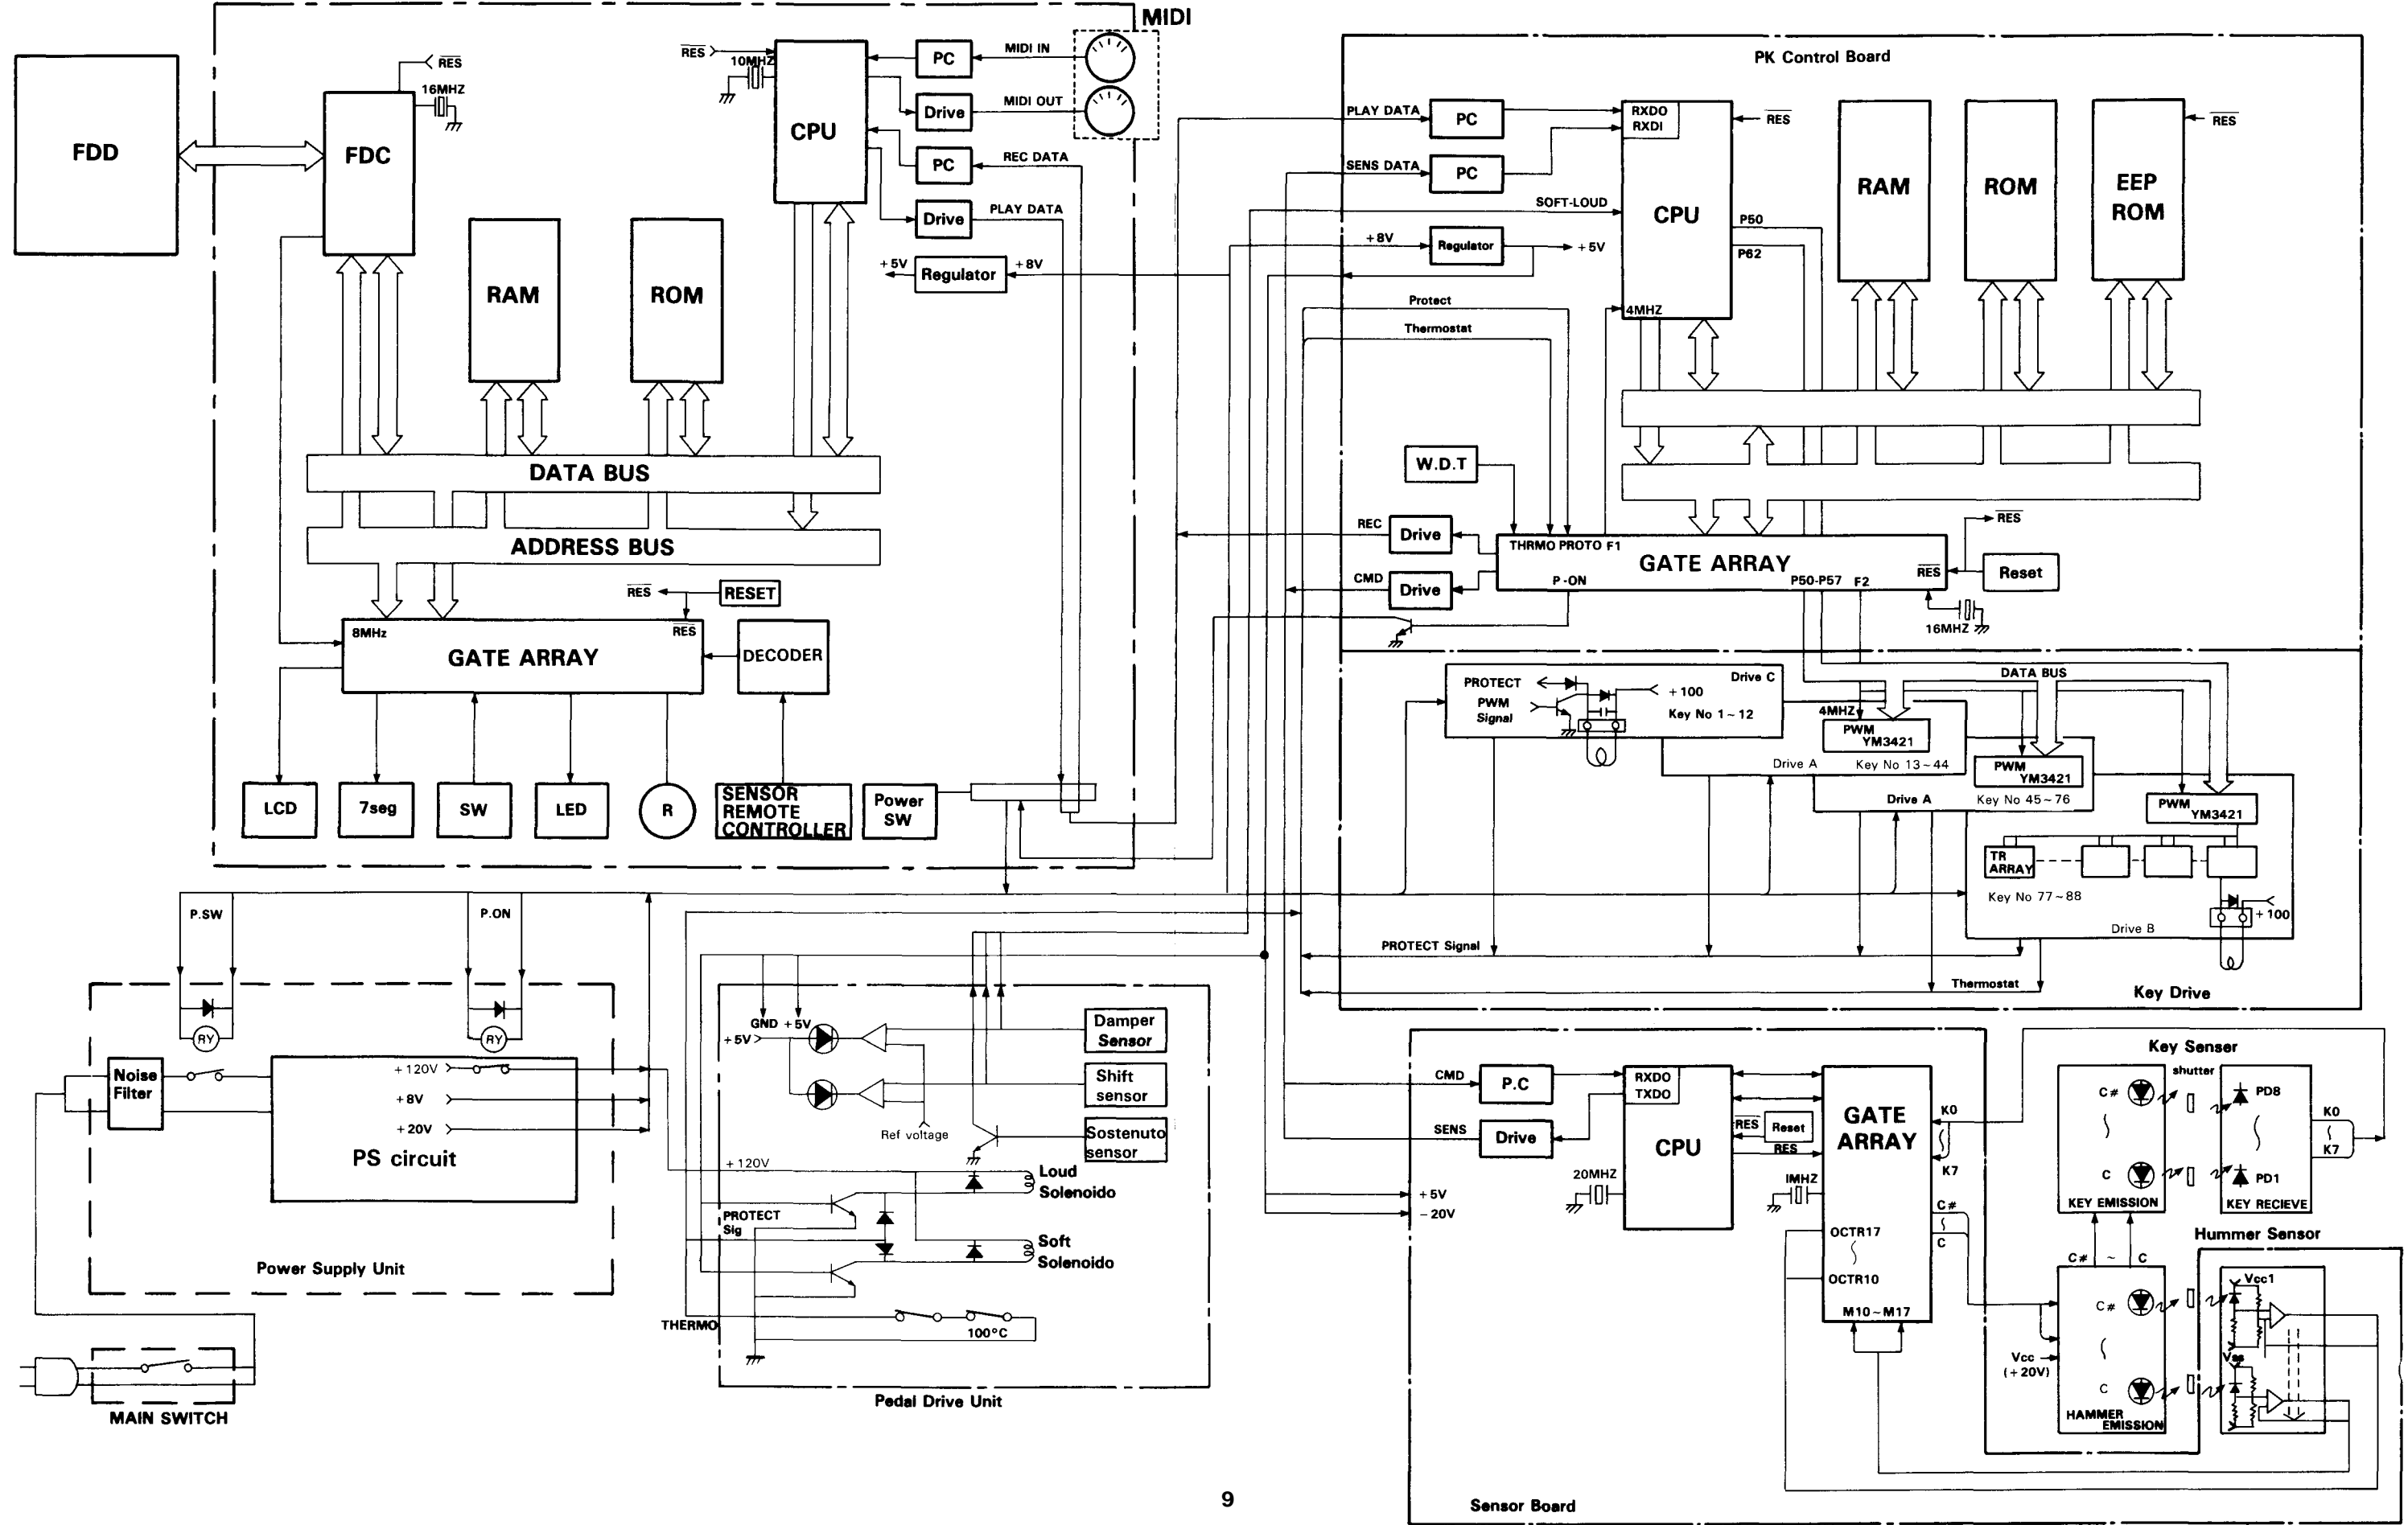 MIDI
FDD
RES
16MHZ
FDC
RES
10MHZ
CPU
PC
MIDI IN
Drive
MIDI OUT
PC
REC DATA
Drive
PLAY DATA
+5V
Regulator
+8V
RAM
ROM
DATA BUS
ADDRESS BUS
RES
RESET
8MHz
RES
GATE ARRAY
DECODER
LCD
7seg
SW
LED
R
SENSOR
REMOTE
CONTROLLER
Power
SW
PK Control Board
PLAY DATA
PC
RXDO
RXDI
RES
SENS DATA
PC
SOFT-LOUD
CPU
P50
P62
+8V
Regulator
+5V
Protect
Thermostat
4MHZ
RAM
ROM
EEP
ROM
RES
W.D.T
REC
Drive
CMD
Drive
THRMO PROTO F1
GATE ARRAY
P-ON
P50-P57
F2
RES
RES
Reset
16MHZ
PROTECT
PWM
Signal
+100
Drive C
Key No 1~12
DATA BUS
4MHZ
PWM
YM3421
Drive A
Key No 13~44
PWM
YM3421
Drive A
Key No 45~76
PWM
YM3421
TR
ARRAY
Key No 77~88
+100
Drive B
PROTECT Signal
Thermostat
Key Drive
P.SW
P.ON
RY
RY
Noise
Filter
+120V
+8V
+20V
PS circuit
Power Supply Unit
MAIN SWITCH
GND +5V
+5V
Damper
Sensor
Shift
sensor
Ref voltage
Sostenuto
sensor
+120V
Loud
Solenoido
PROTECT
Sig
Soft
Solenoido
THERMO
100°C
Pedal Drive Unit
CMD
P.C
RXDO
TXDO
SENS
Drive
CPU
RES
Reset
RES
20MHZ
IMHZ
+5V
-20V
GATE
ARRAY
K0
K7
C#
C
OCTR17
OCTR10
M10~M17
Key Senser
shutter
C#
C
KEY EMISSION
PD8
PD1
KEY RECIEVE
K0
K7
Hummer Sensor
C# ~ C
C#
C
Vcc
(+20V)
HAMMER
EMISSION
Vcc1
Vss
Sensor Board
9